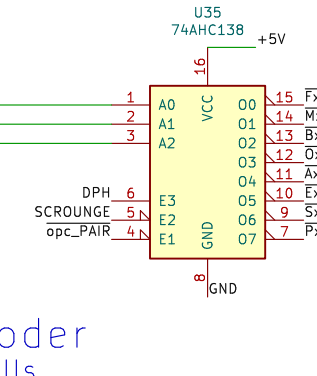 U35
74AHC138
+5V
16
VCC
1 A0 O0 15
2 A1 O1 14
3 A2 O2 13
O3 12
O4 11
DPH 6 E3 O5 10
SCROUNGE 5 E2 O6 9
opc_PAIR 4 E1 O7 7
GND
8
GND